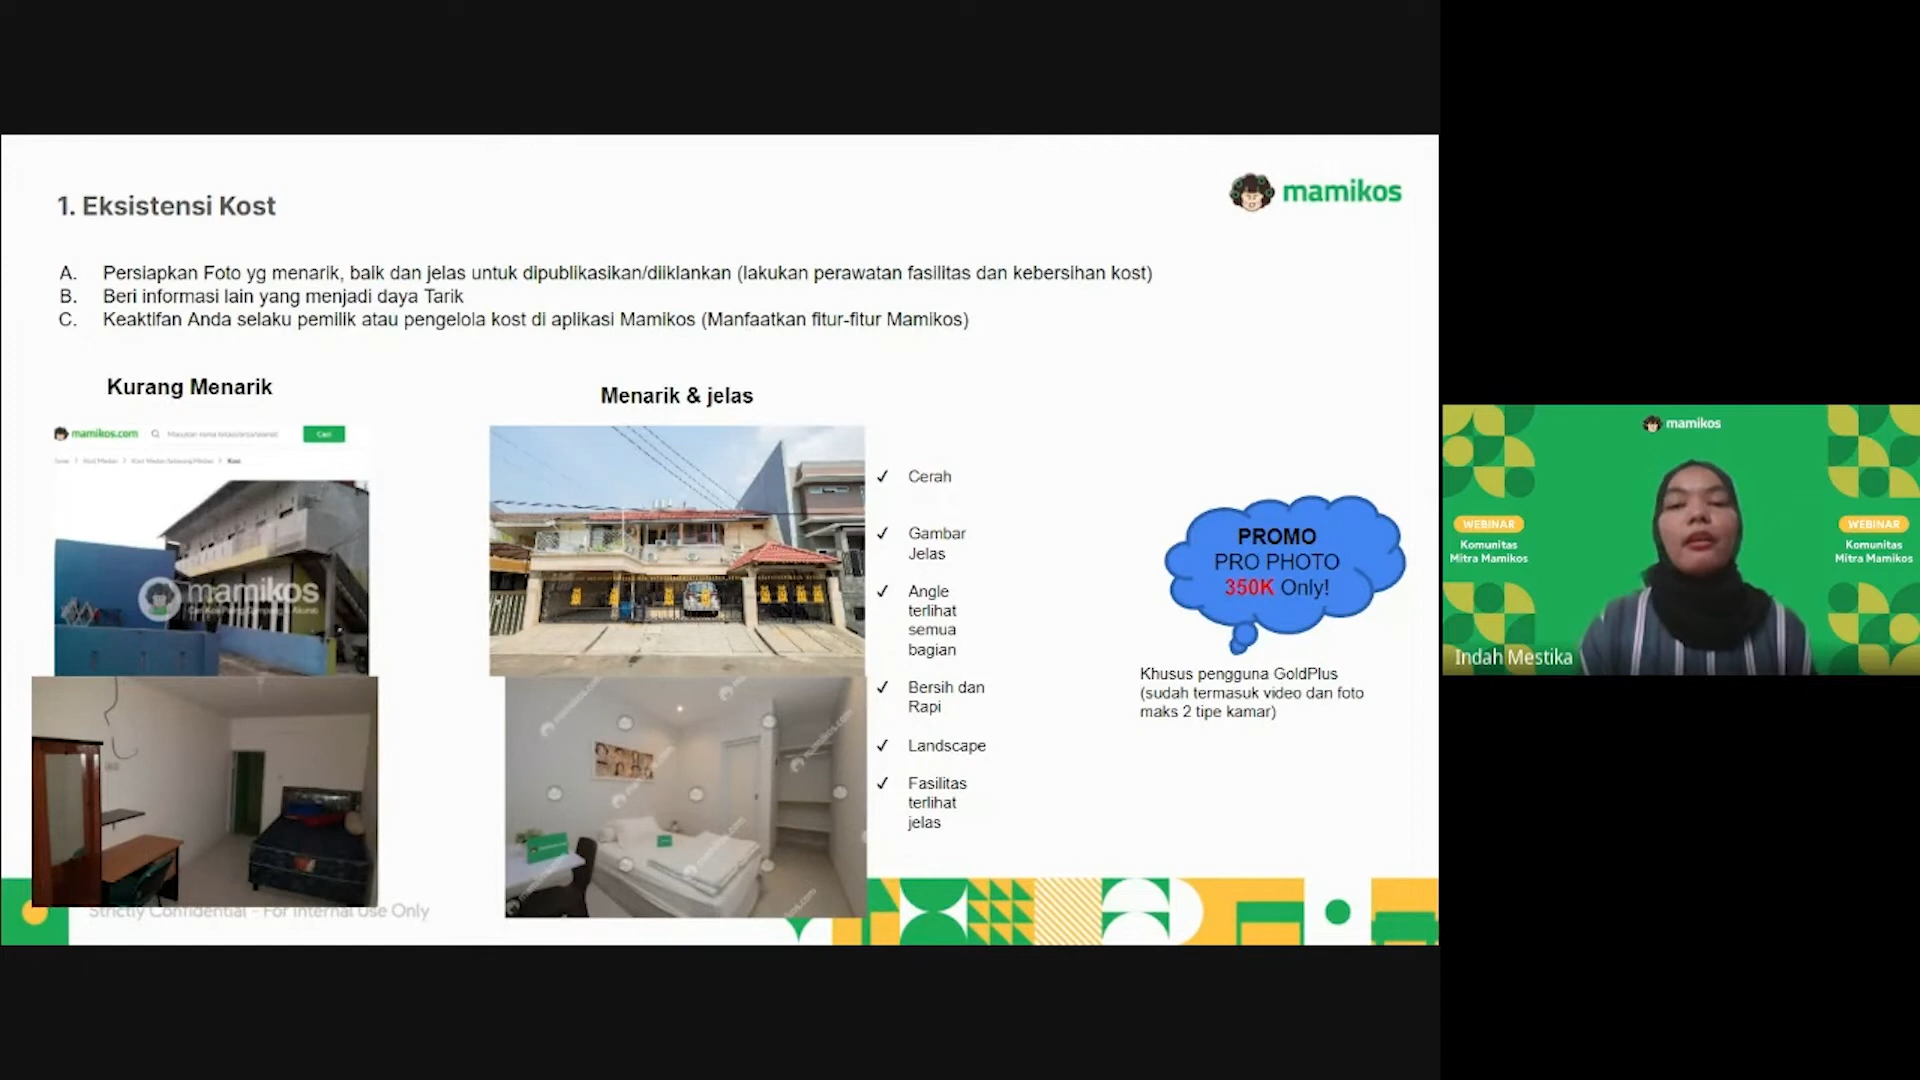 mamikos
1. Eksistensi Kost
A. Persiapkan Foto yg menarik, baik dan jelas untuk dipublikasikan/diiklankan (lakukan perawatan fasilitas dan kebersihan kost)
B. Beri informasi lain yang menjadi daya Tarik
C. Keaktifan Anda selaku pemilik atau pengelola kost di aplikasi Mamikos (Manfaatkan fitur-fitur Mamikos)
Kurang Menarik
Menarik & jelas
mamikos.com
Cari
mamikos
✓ Cerah
✓ Gambar
Jelas
✓ Angle
terlihat
semua
bagian
✓ Bersih dan
Rapi
✓ Landscape
✓ Fasilitas
terlihat
jelas
PROMO
PRO PHOTO
350K Only!
Khusus pengguna GoldPlus
(sudah termasuk video dan foto
maks 2 tipe kamar)
Strictly Confidential - For Internal Use Only
mamikos
WEBINAR
Komunitas
Mitra Mamikos
WEBINAR
Komunitas
Mitra Mamikos
Indah Mestika